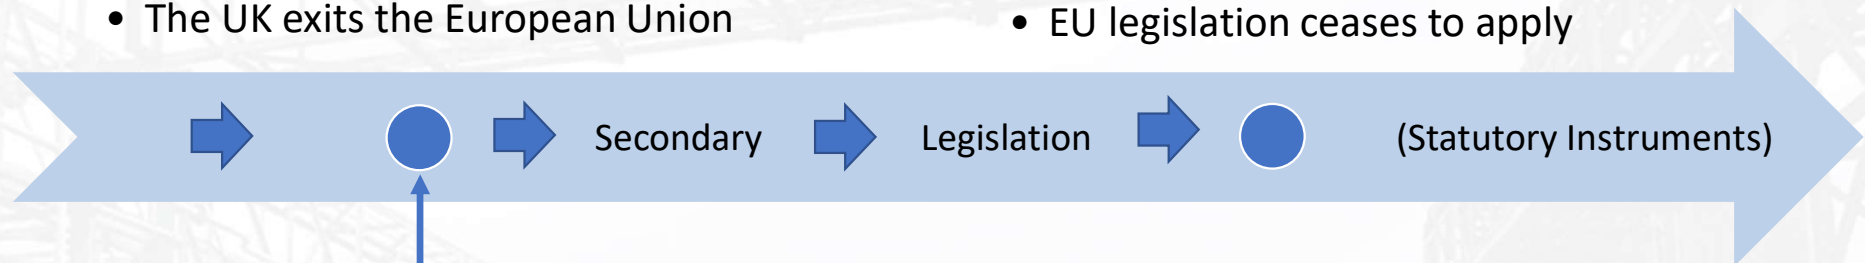 • The UK exits the European Union
• EU legislation ceases to apply
Secondary Legislation (Statutory Instruments)